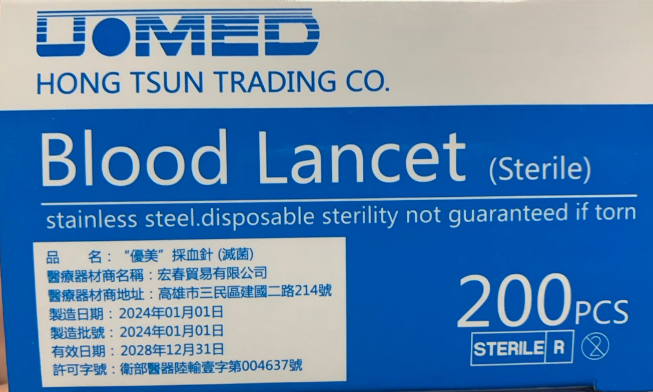 UOMED
HONG TSUN TRADING CO.
Blood Lancet (Sterile)
stainless steel.disposable sterility not guaranteed if torn
品　　名：“優美”採血針 (滅菌)
醫療器材商名稱：宏春貿易有限公司
醫療器材商地址：高雄市三民區建國二路214號
製造日期：2024年01月01日
製造批號：2024年01月01日
有效日期：2028年12月31日
許可字號：衛部醫器陸輸壹字第004637號
200PCS
STERILE R 2